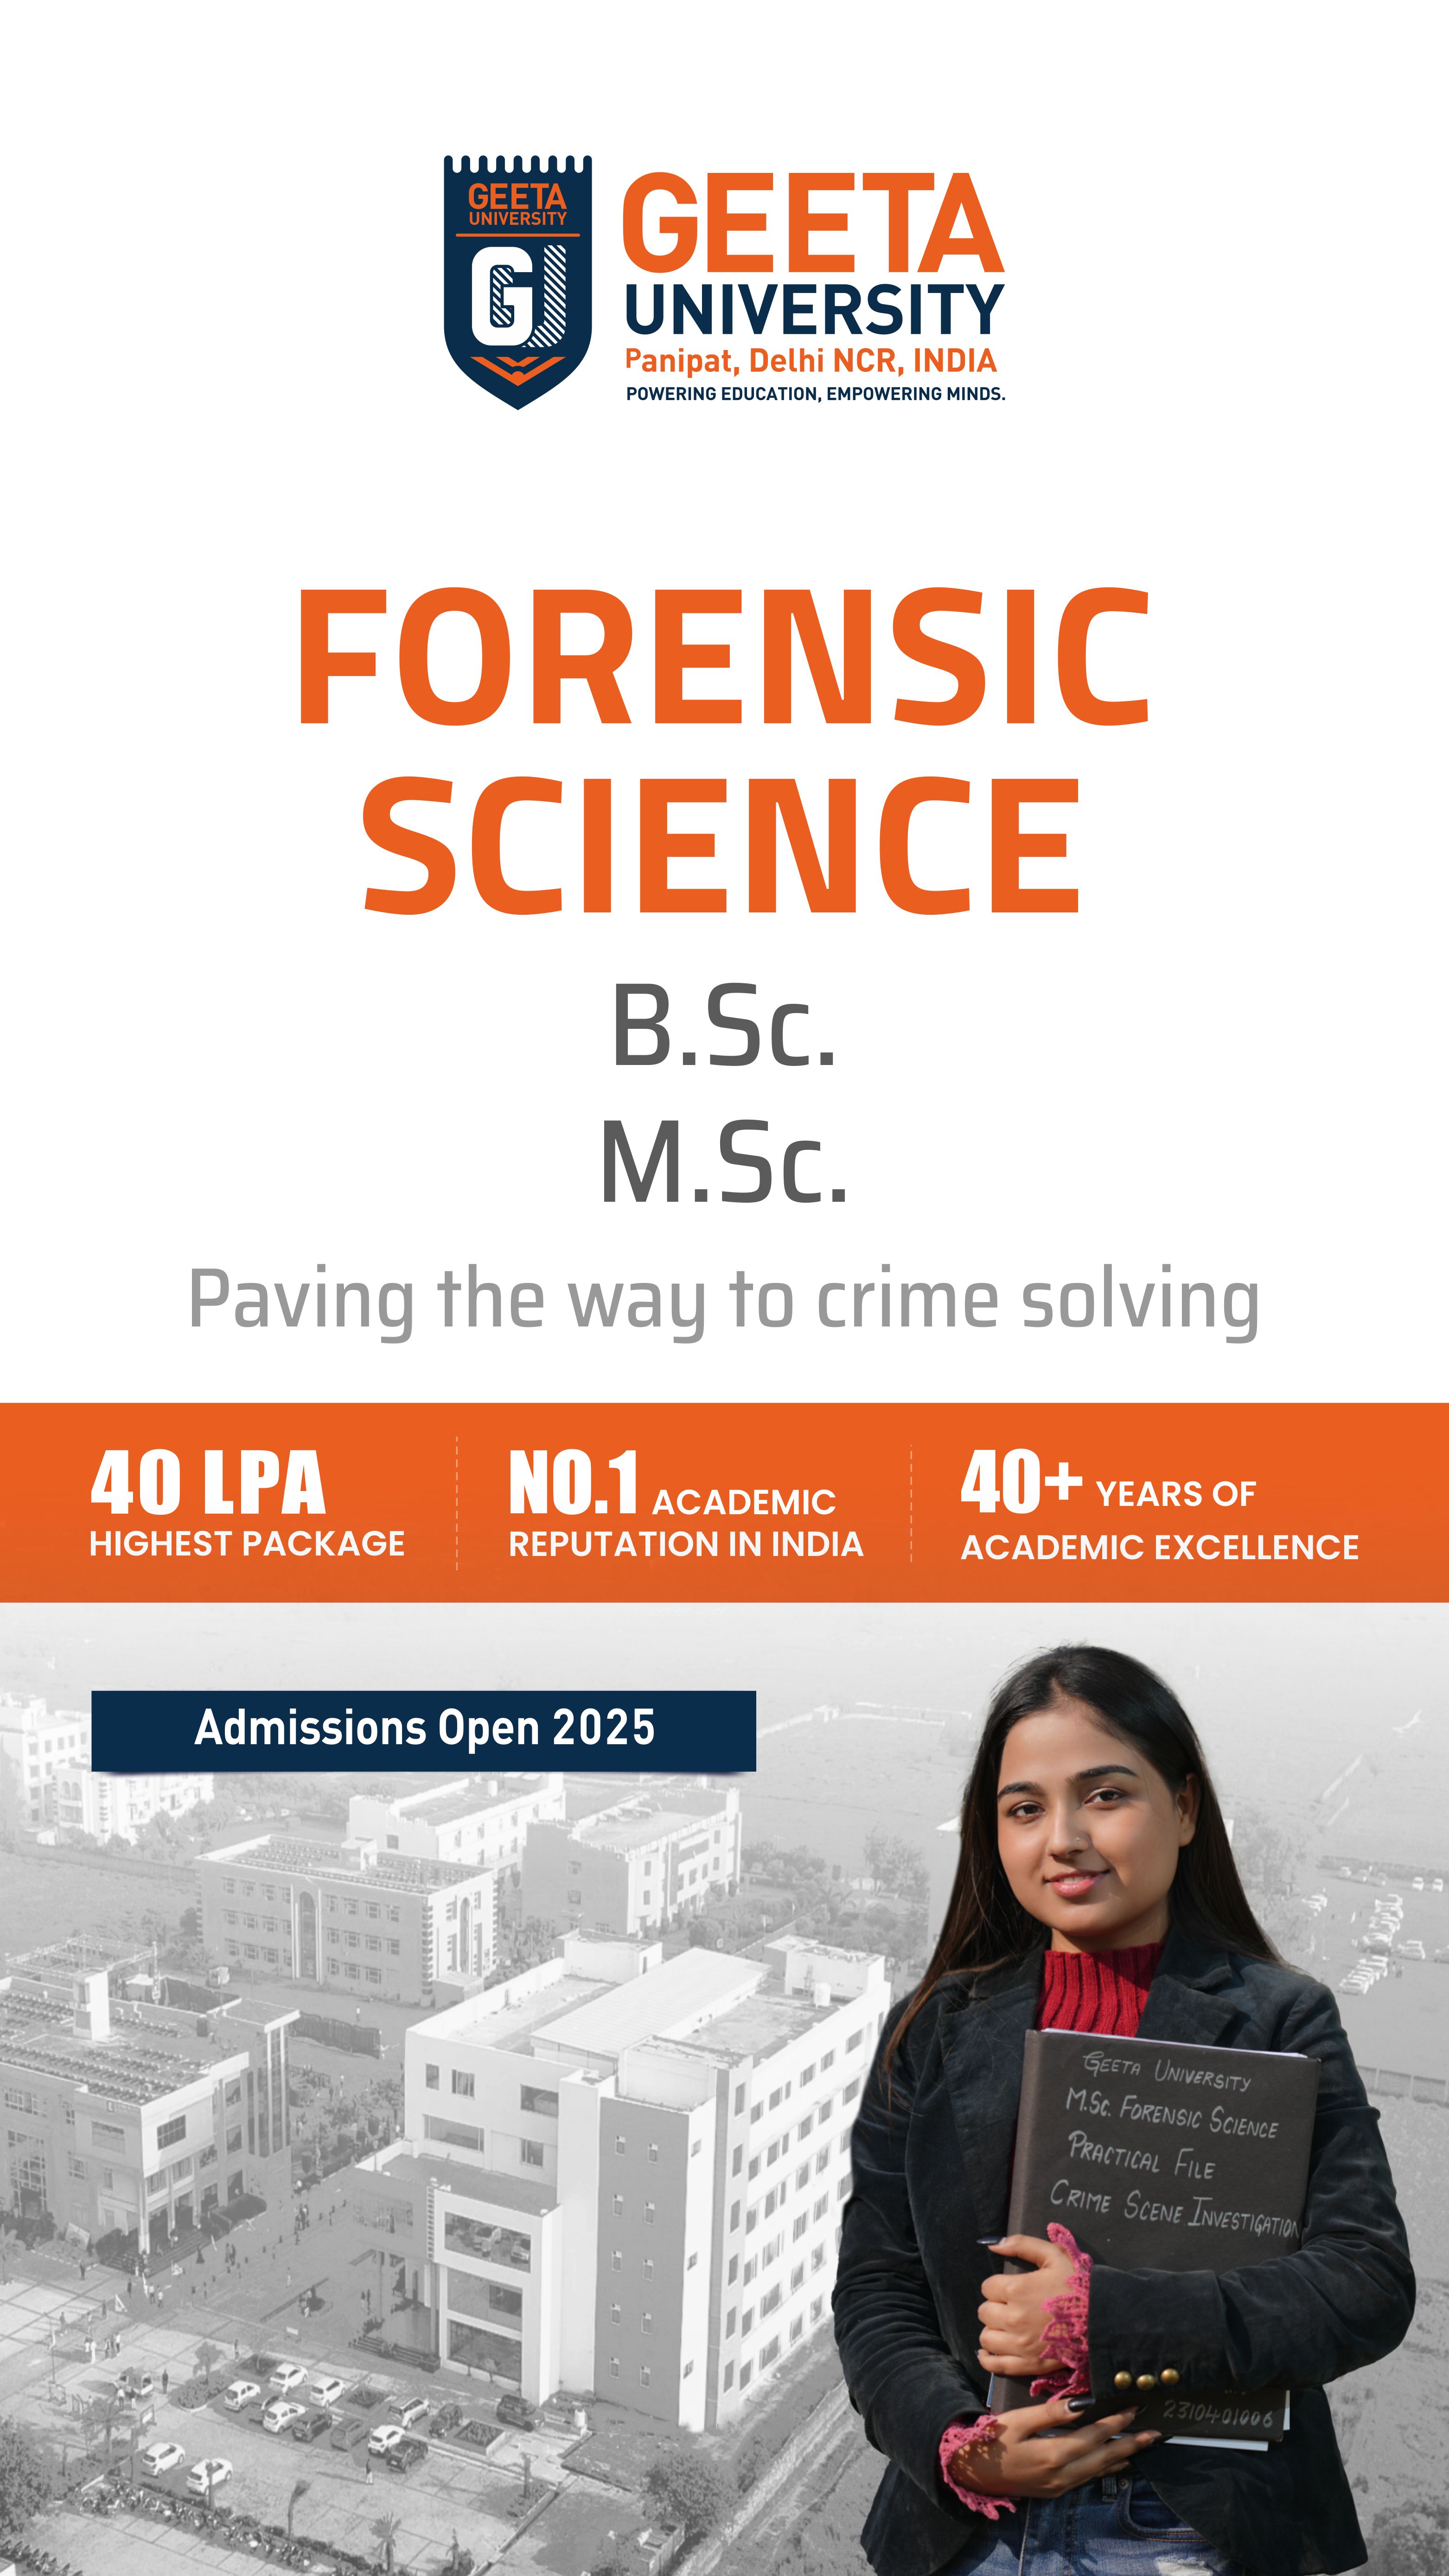 GEETA
UNIVERSITY
GU
GEETA
UNIVERSITY
Panipat, Delhi NCR, INDIA
POWERING EDUCATION, EMPOWERING MINDS.
FORENSIC
SCIENCE
B.Sc.
M.Sc.
Paving the way to crime solving
40 LPA
HIGHEST PACKAGE
NO.1 ACADEMIC
REPUTATION IN INDIA
40+ YEARS OF
ACADEMIC EXCELLENCE
Admissions Open 2025
GEETA UNIVERSITY
M.Sc. FORENSIC SCIENCE
PRACTICAL FILE
CRIME SCENE INVESTIGATION
2310401006